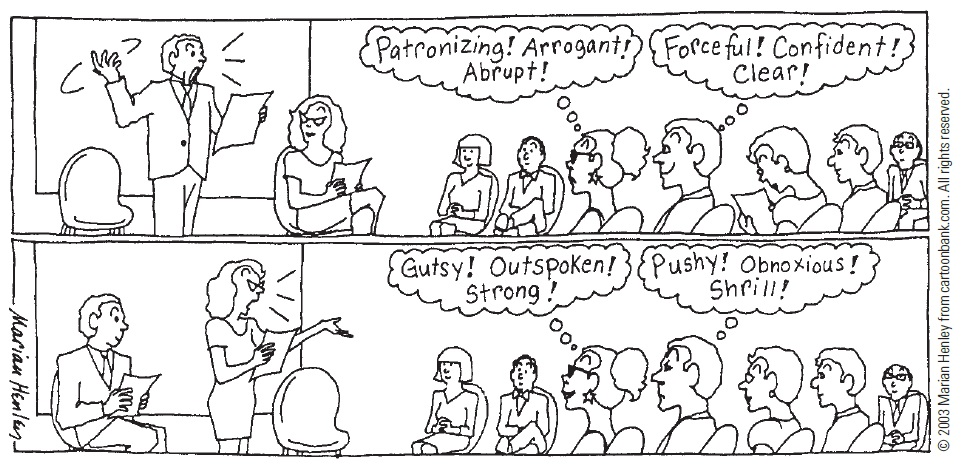 Patronizing! Arrogant!
Abrupt!
Forceful! Confident!
Clear!
Gutsy! Outspoken!
Strong!
Pushy! Obnoxious!
Shrill!
Marian Henley
© 2003 Marian Henley from cartoonbank.com. All rights reserved.